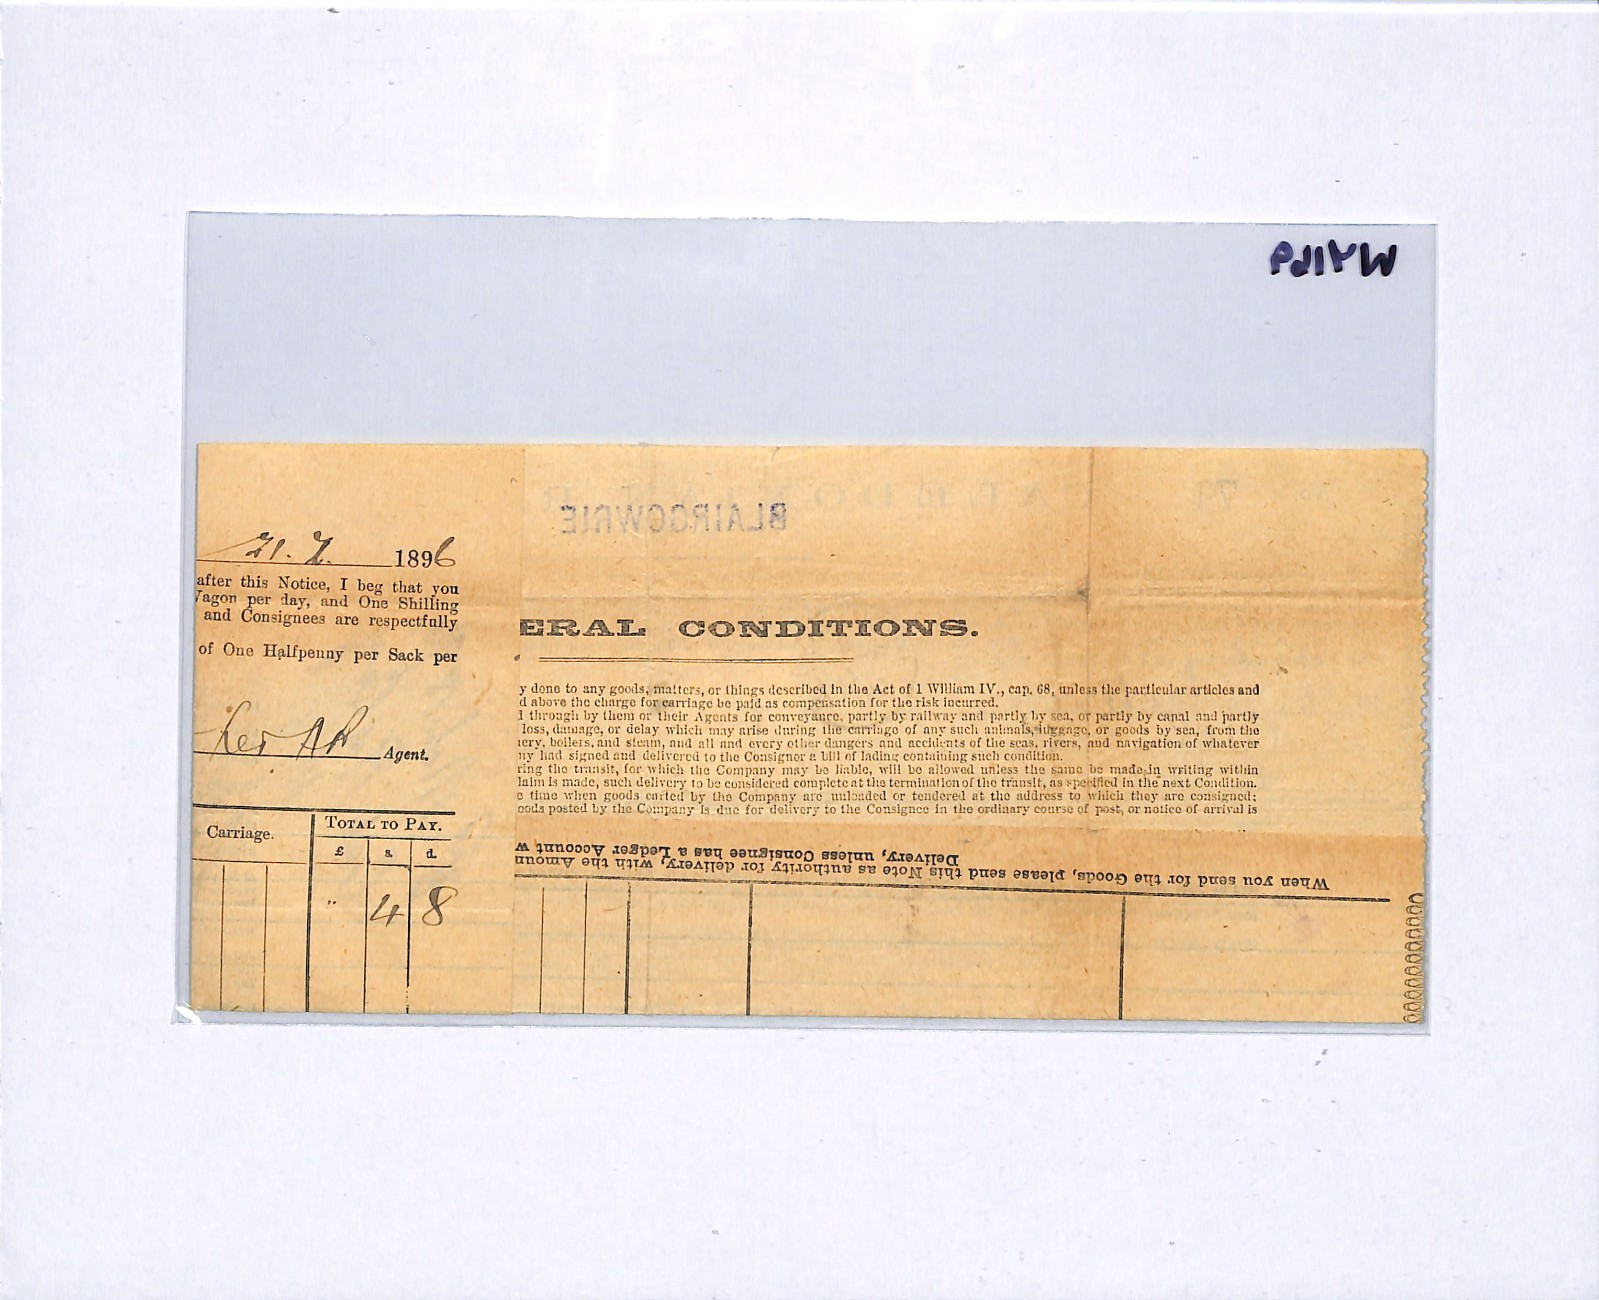 MAIPd
BLAIRGOWRIE
21. 7. 1896
after this Notice, I beg that you
Wagon per day, and One Shilling
and Consignees are respectfully
of One Halfpenny per Sack per
Agent.
Carriage.
TOTAL TO PAY.
£ s. d.
" 4 8
ERAL CONDITIONS.
y done to any goods, matters, or things described in the Act of 1 William IV., cap. 68, unless the particular articles and
d above the charge for carriage be paid as compensation for the risk incurred.
l through by them or their Agents for conveyance, partly by railway and partly by sea, or partly by canal and partly
loss, damage, or delay which may arise during the carriage of any such animals, luggage, or goods by sea, from the
nery, boilers, and steam, and all and every other dangers and accidents of the seas, rivers, and navigation of whatever
ny had signed and delivered to the Consignor a bill of lading containing such condition.
ring the transit, for which the Company may be liable, will be allowed unless the same be made in writing within
laim is made, such delivery to be considered complete at the termination of the transit, as specified in the next Condition.
e time when goods carted by the Company are unloaded or tendered at the address to which they are consigned;
oods posted by the Company is due for delivery to the Consignee in the ordinary course of post, or notice of arrival is
When you send for the Goods, please send this Note as authority for delivery, with the Amoun
Delivery, unless Consignee has a Ledger Account w